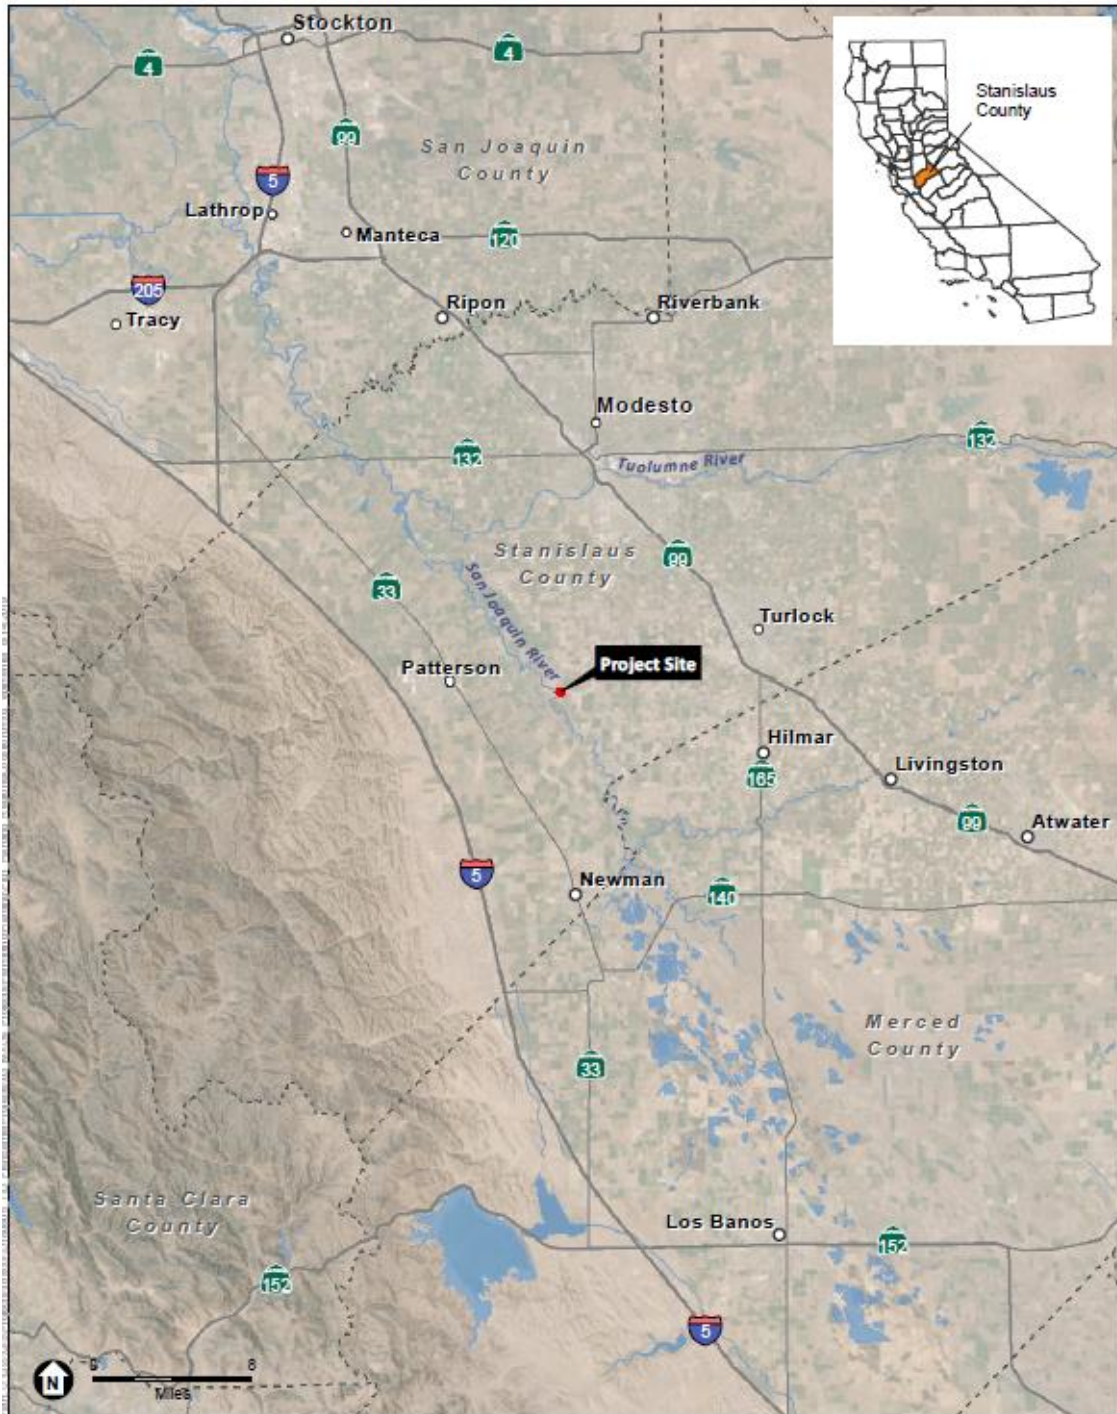 Stockton
4
4
99
San Joaquin
County
Stanislaus
County
5
Lathrop
Manteca
120
205
Tracy
Ripon
Riverbank
Modesto
132
132
Tuolumne River
Stanislaus
County
99
33
San Joaquin River
Turlock
Patterson
Project Site
Hilmar
165
Livingston
99
Atwater
5
Newman
140
Merced
County
33
Santa Clara
County
Los Banos
152
152
5
N
0
8
Miles